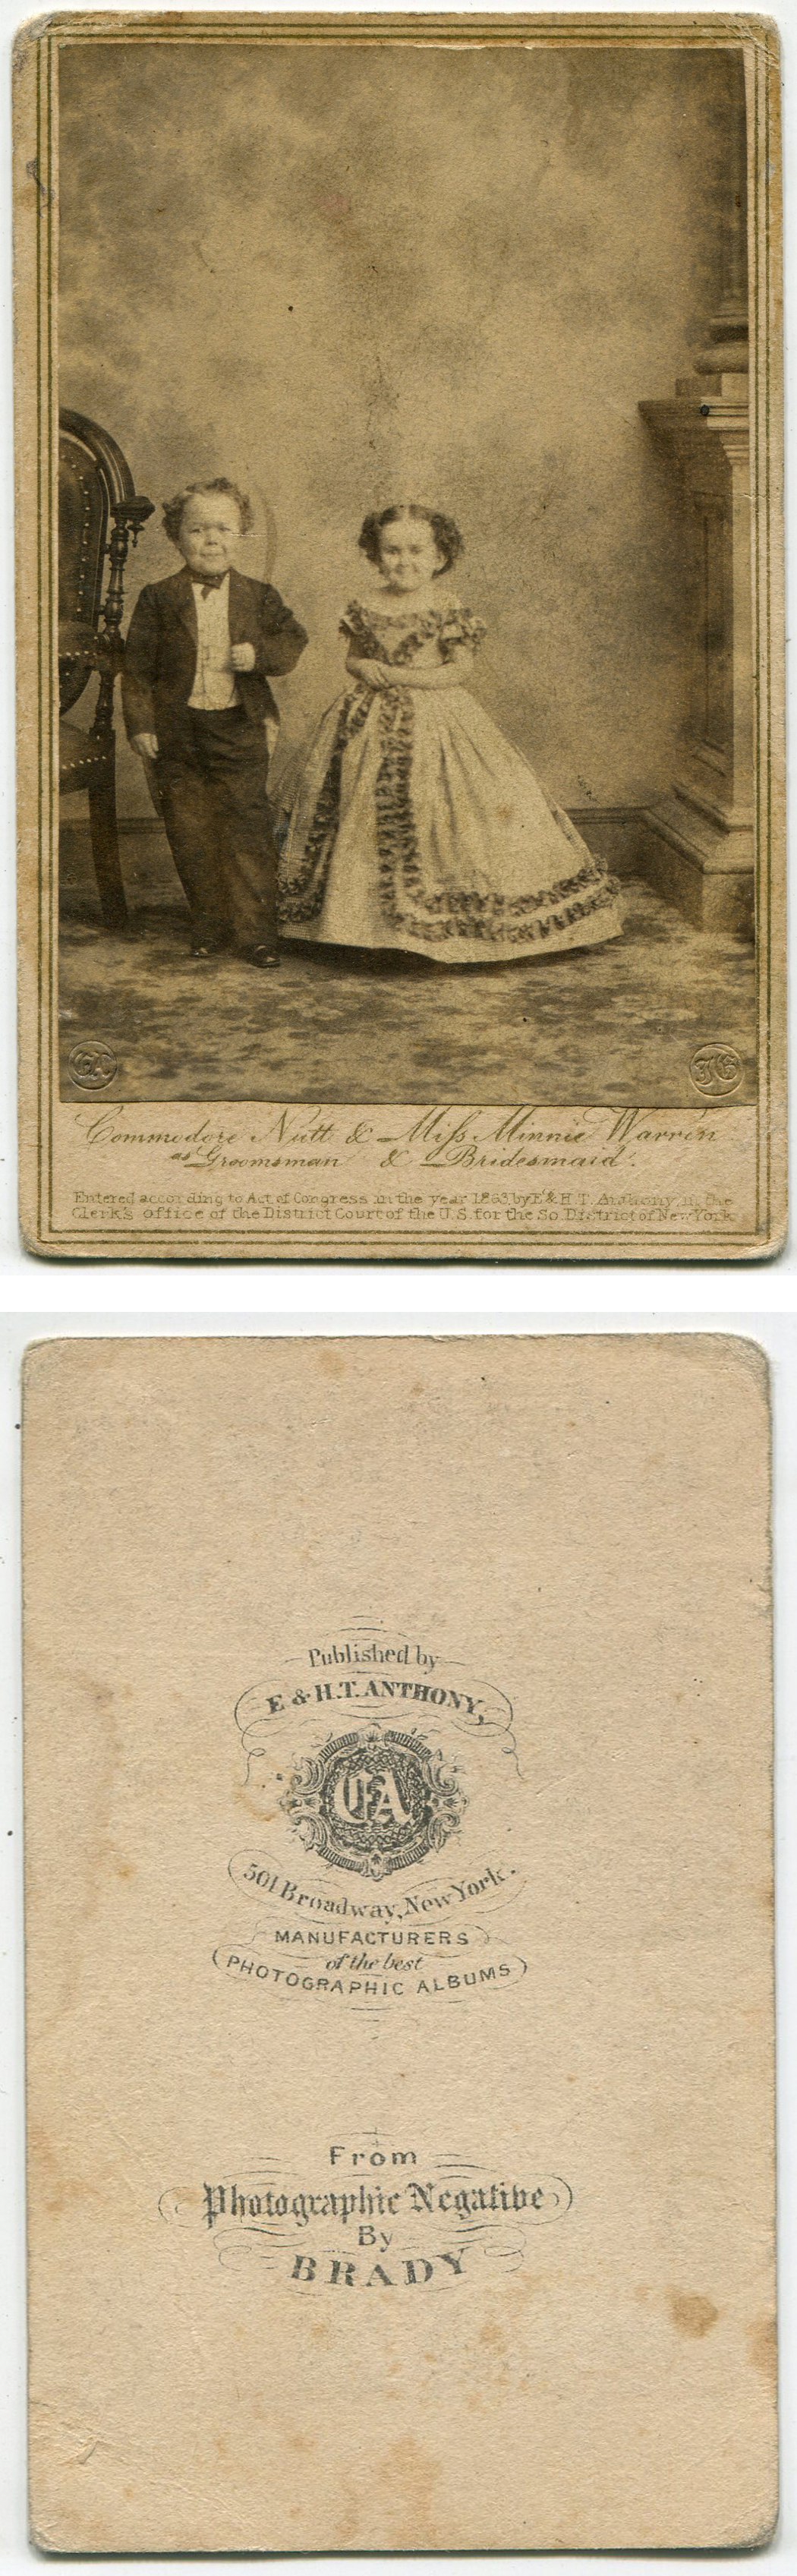 Commodore Nutt & Miss Minnie Warren
as Groomsman & Bridesmaid.
Entered according to Act of Congress in the year 1863, by E & H T. Anthony in the
Clerk's office of the District Court of the U.S. for the So District of New York
Published by
E & H.T. ANTHONY,
501 Broadway, New York.
MANUFACTURERS
of the best
PHOTOGRAPHIC ALBUMS
From
Photographic Negative
By
BRADY